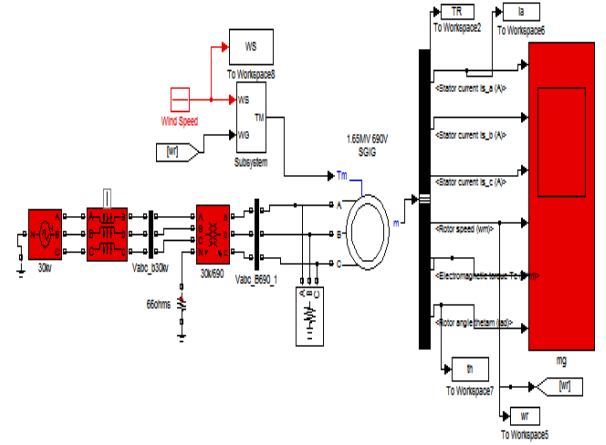 TR
To Workspace2
Ia
To Workspace6
WS
To Workspace8
<Stator current is_a (A)>
Wind Speed
WS
TM
WG
[wr]
Subsystem
1.65MV 690V
SGIG
<Stator current is_b (A)>
Tm
<Stator current is_c (A)>
A
B
C
m
<Rotor speed (wm)>
N
A
B
C
30kv
A
B
C
a
b
c
Vabc_b30kv
A
B
C
N
a
b
c
30k/690
Vabc_B690_1
A
B
C
66ohms
<Electromagnetic torque Te
<Rotor angle thetam (rad)>
mg
th
To Workspace7
[wr]
wr
To Workspace5